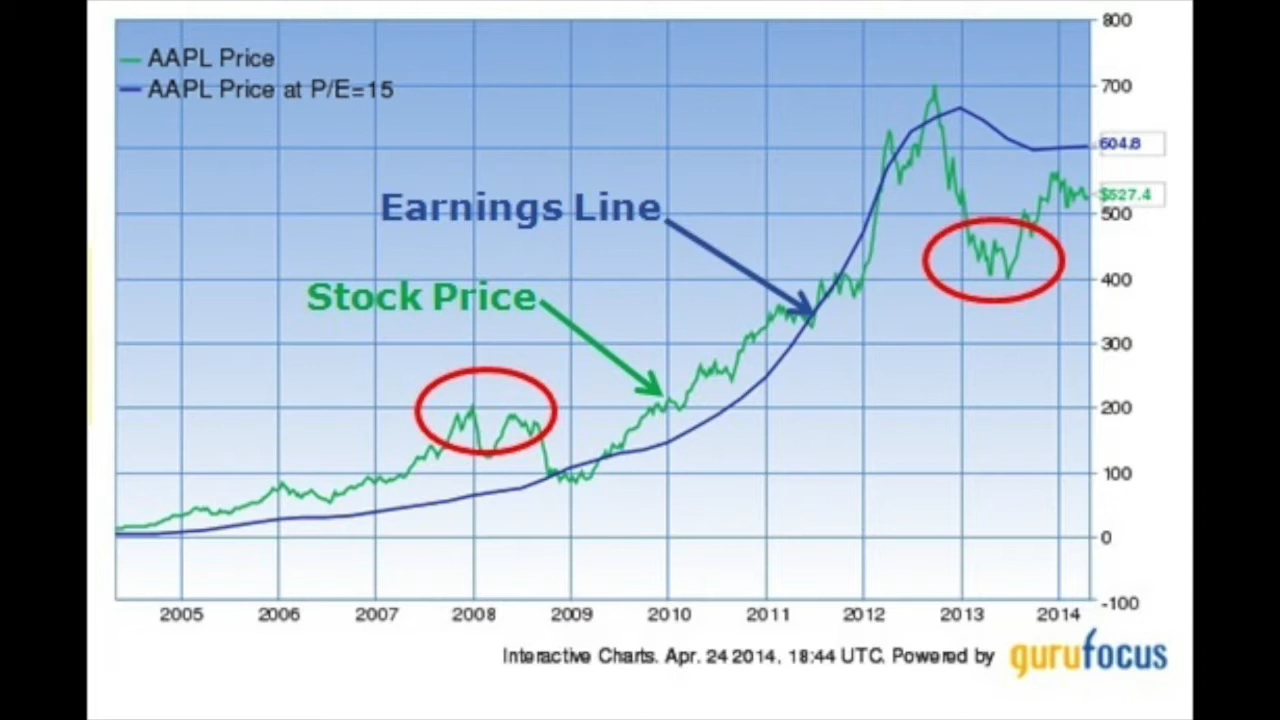 AAPL Price
AAPL Price at P/E=15
Earnings Line
Stock Price
800
700
604.8
$527.4
500
400
300
200
100
0
-100
2005 2006 2007 2008 2009 2010 2011 2012 2013 2014
Interactive Charts. Apr. 24 2014, 18:44 UTC. Powered by gurufocus